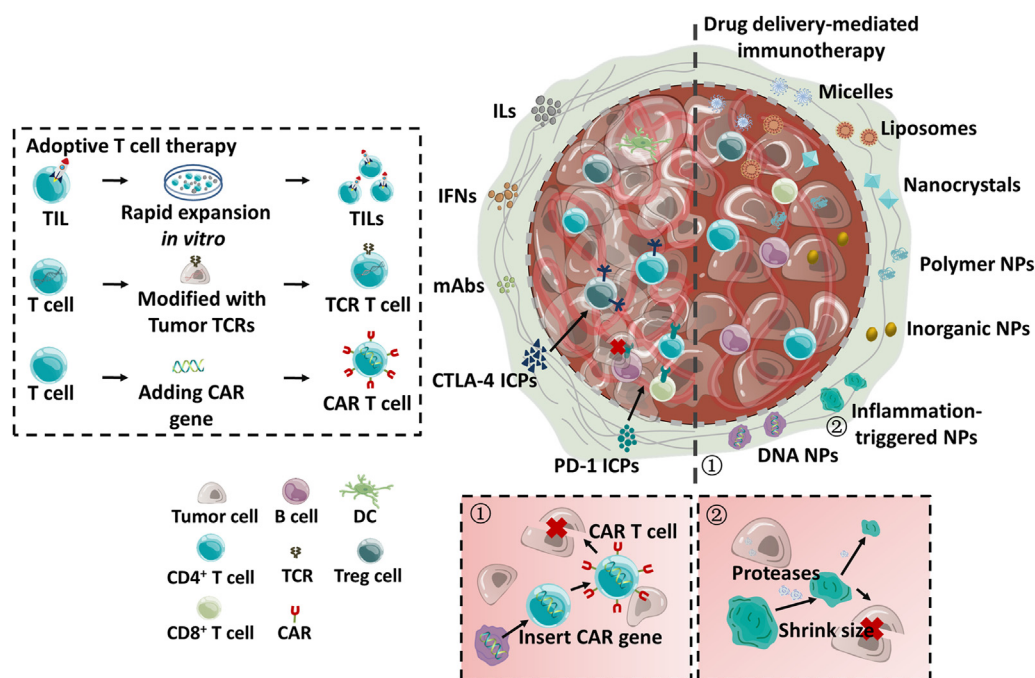 Adoptive T cell therapy
TIL
Rapid expansion
in vitro
TILs
T cell
Modified with
Tumor TCRs
TCR T cell
T cell
Adding CAR
gene
CAR T cell
Tumor cell
B cell
DC
CD4⁺ T cell
TCR
Treg cell
CD8⁺ T cell
CAR
ILs
IFNs
mAbs
CTLA-4 ICPs
PD-1 ICPs
Drug delivery-mediated
immunotherapy
Micelles
Liposomes
Nanocrystals
Polymer NPs
Inorganic NPs
Inflammation-
② triggered NPs
DNA NPs
①
①
CAR T cell
Insert CAR gene
②
Proteases
Shrink size